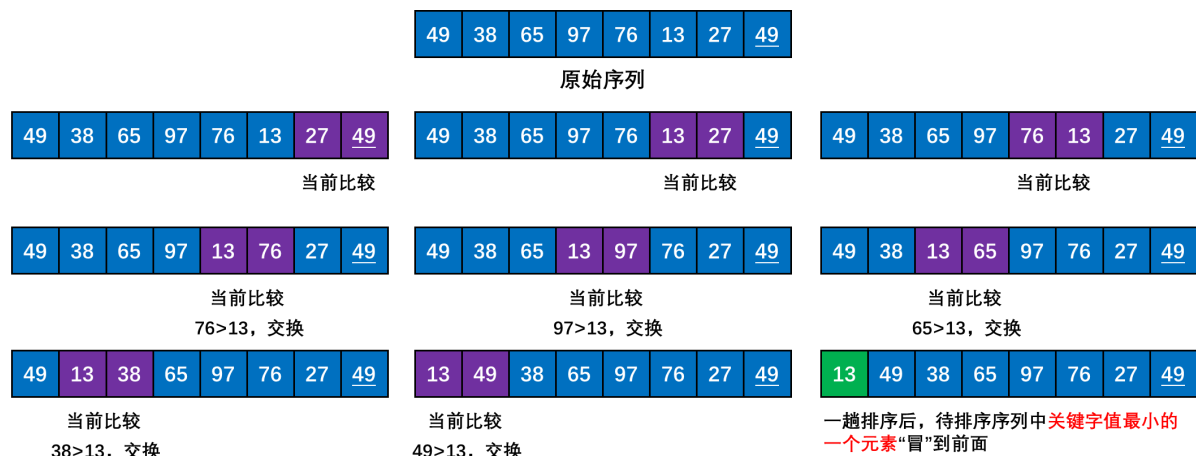 49 38 65 97 76 13 27 49
原始序列
49 38 65 97 76 13 27 49
49 38 65 97 76 13 27 49
49 38 65 97 76 13 27 49
当前比较
当前比较
当前比较
49 38 65 97 13 76 27 49
49 38 65 13 97 76 27 49
49 38 13 65 97 76 27 49
当前比较
76>13，交换
当前比较
97>13，交换
当前比较
65>13，交换
49 13 38 65 97 76 27 49
13 49 38 65 97 76 27 49
13 49 38 65 97 76 27 49
当前比较
38>13，交换
当前比较
49>13，交换
一趟排序后，待排序序列中关键字值最小的
一个元素“冒”到前面